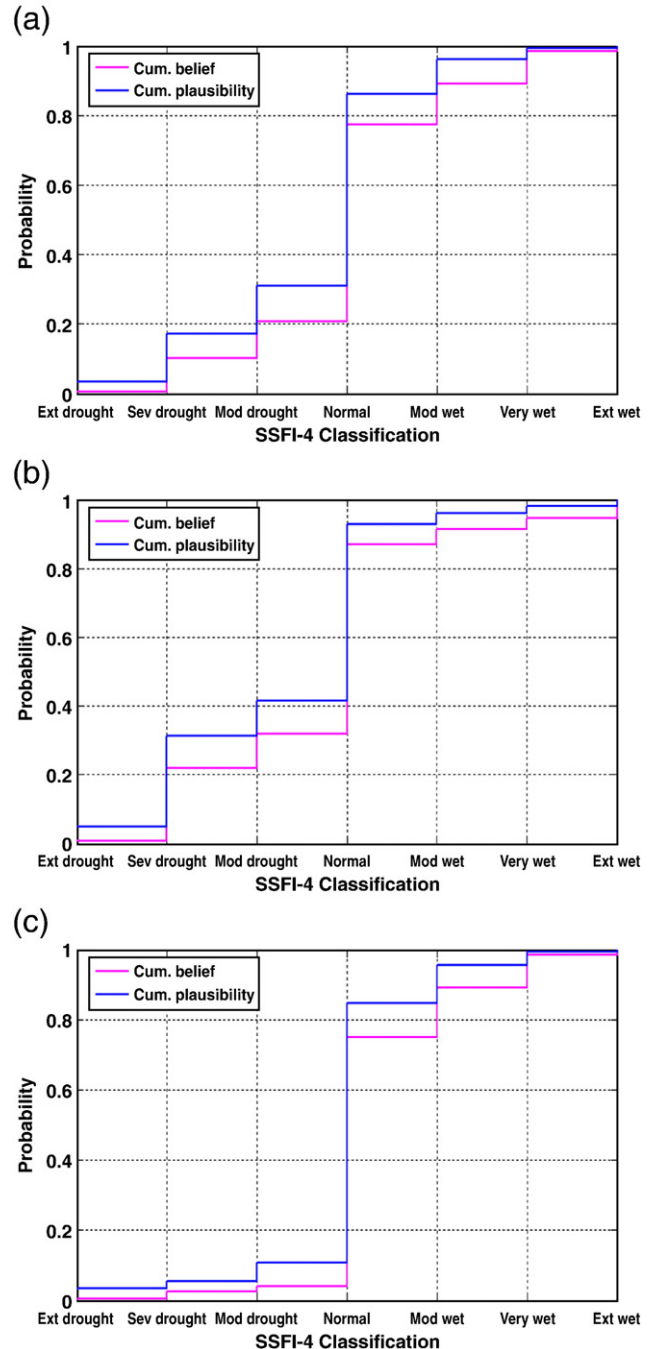 (a)
1
Cum. belief
Cum. plausibility
0.8
0.6
Probability
0.4
0.2
0
Ext drought Sev drought Mod drought Normal Mod wet Very wet Ext wet
SSFI-4 Classification
(b)
1
Cum. belief
Cum. plausibility
0.8
0.6
Probability
0.4
0.2
0
Ext drought Sev drought Mod drought Normal Mod wet Very wet Ext wet
SSFI-4 Classification
(c)
1
Cum. belief
Cum. plausibility
0.8
0.6
Probability
0.4
0.2
0
Ext drought Sev drought Mod drought Normal Mod wet Very wet Ext wet
SSFI-4 Classification